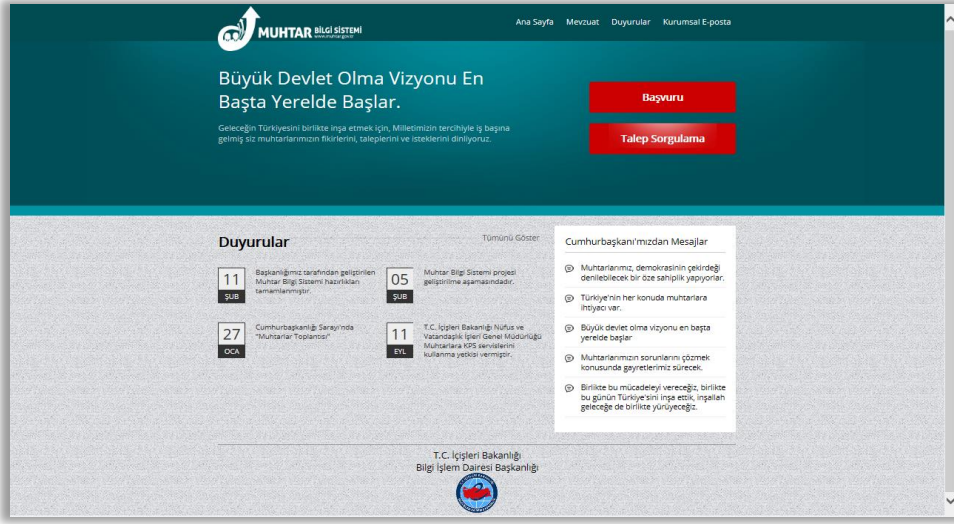 MUHTAR BİLGİ SİSTEMİ
www.muhtar.gov.tr
Ana Sayfa Mevzuat Duyurular Kurumsal E-posta
Büyük Devlet Olma Vizyonu En
Başta Yerelde Başlar.
Geleceğin Türkiyesini birlikte inşa etmek için, Milletimizin tercihiyle iş başına
gelmiş siz muhtarlarımızın fikirlerini, taleplerini ve isteklerini dinliyoruz.
Başvuru
Talep Sorgulama
Duyurular
Tümünü Göster
11
ŞUB
Başkanlığımız tarafından geliştirilen
Muhtar Bilgi Sistemi hazırlıkları
tamamlanmıştır.
05
ŞUB
Muhtar Bilgi Sistemi projesi
geliştirilme aşamasındadır.
27
OCA
Cumhurbaşkanlığı Sarayı'nda
"Muhtarlar Toplantısı"
11
EYL
T.C. İçişleri Bakanlığı Nüfus ve
Vatandaşlık İşleri Genel Müdürlüğü
Muhtarlara KPS servislerini
kullanma yetkisi vermiştir.
Cumhurbaşkanı'mızdan Mesajlar
Muhtarlarımız, demokrasinin çekirdeği
denilebilecek bir öze sahiplik yapıyorlar.
Türkiye'nin her konuda muhtarlara
ihtiyacı var.
Büyük devlet olma vizyonu en başta
yerelde başlar
Muhtarlarımızın sorunlarını çözmek
konusunda gayretlerimiz sürecek.
Birlikte bu mücadeleyi vereceğiz, birlikte
bu günün Türkiye'sini inşa ettik, inşallah
geleceğe de birlikte yürüyeceğiz.
T.C. İçişleri Bakanlığı
Bilgi İşlem Dairesi Başkanlığı